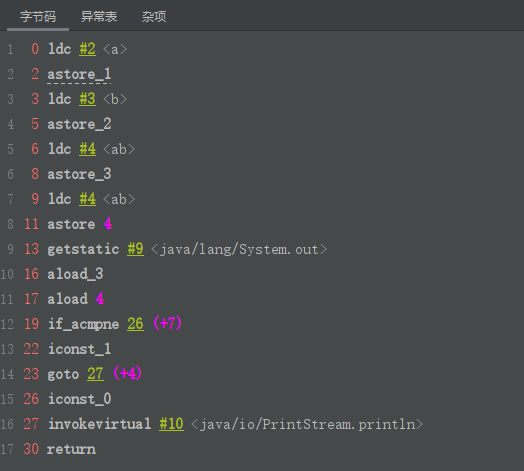 字节码 异常表 杂项
1 0 ldc #2 <a>
2 2 astore_1
3 3 ldc #3 <b>
4 5 astore_2
5 6 ldc #4 <ab>
6 8 astore_3
7 9 ldc #4 <ab>
8 11 astore 4
9 13 getstatic #9 <java/lang/System.out>
10 16 aload_3
11 17 aload 4
12 19 if_acmpne 26 (+7)
13 22 iconst_1
14 23 goto 27 (+4)
15 26 iconst_0
16 27 invokevirtual #10 <java/io/PrintStream.println>
17 30 return